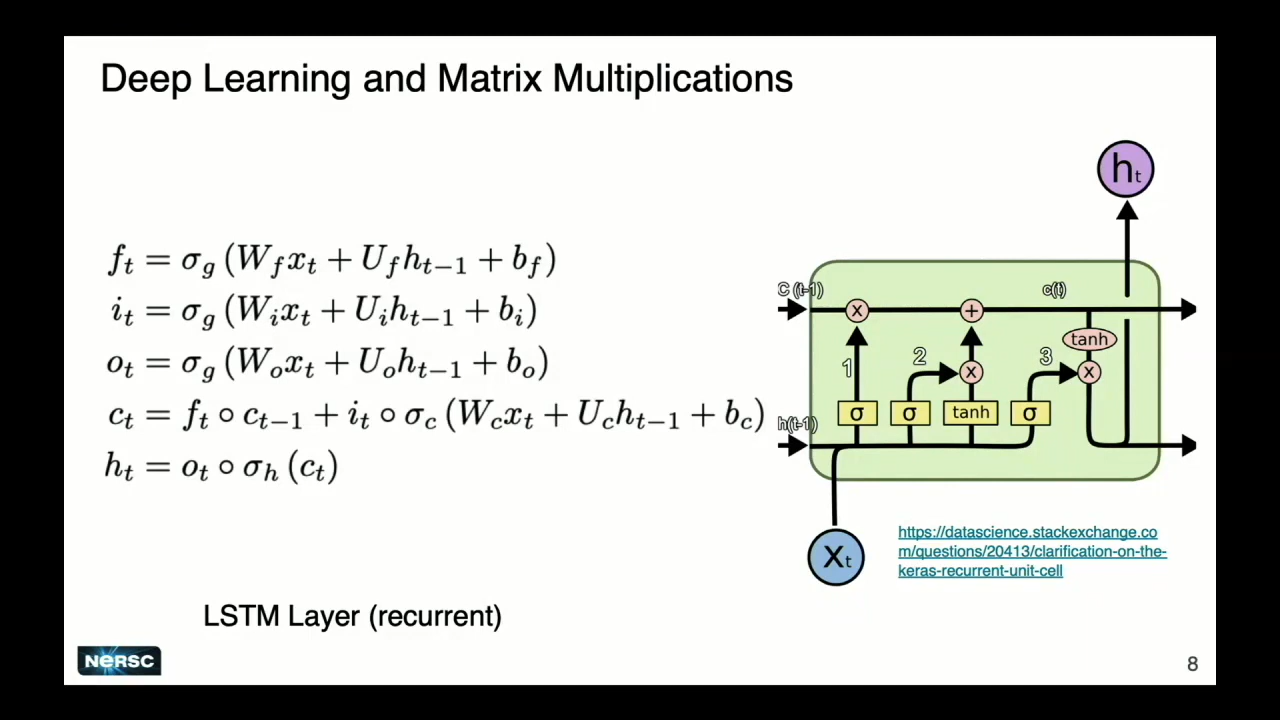 Deep Learning and Matrix Multiplications
f_t = σ_g (W_f x_t + U_f h_{t−1} + b_f)
i_t = σ_g (W_i x_t + U_i h_{t−1} + b_i)
o_t = σ_g (W_o x_t + U_o h_{t−1} + b_o)
c_t = f_t ∘ c_{t−1} + i_t ∘ σ_c (W_c x_t + U_c h_{t−1} + b_c)
h_t = o_t ∘ σ_h (c_t)
h_t
C (t-1)
c(t)
x
+
tanh
1
2
x
3
x
σ
σ
tanh
σ
h(t-1)
X_t
https://datascience.stackexchange.co
m/questions/20413/clarification-on-the-
keras-recurrent-unit-cell
LSTM Layer (recurrent)
NERSC
8